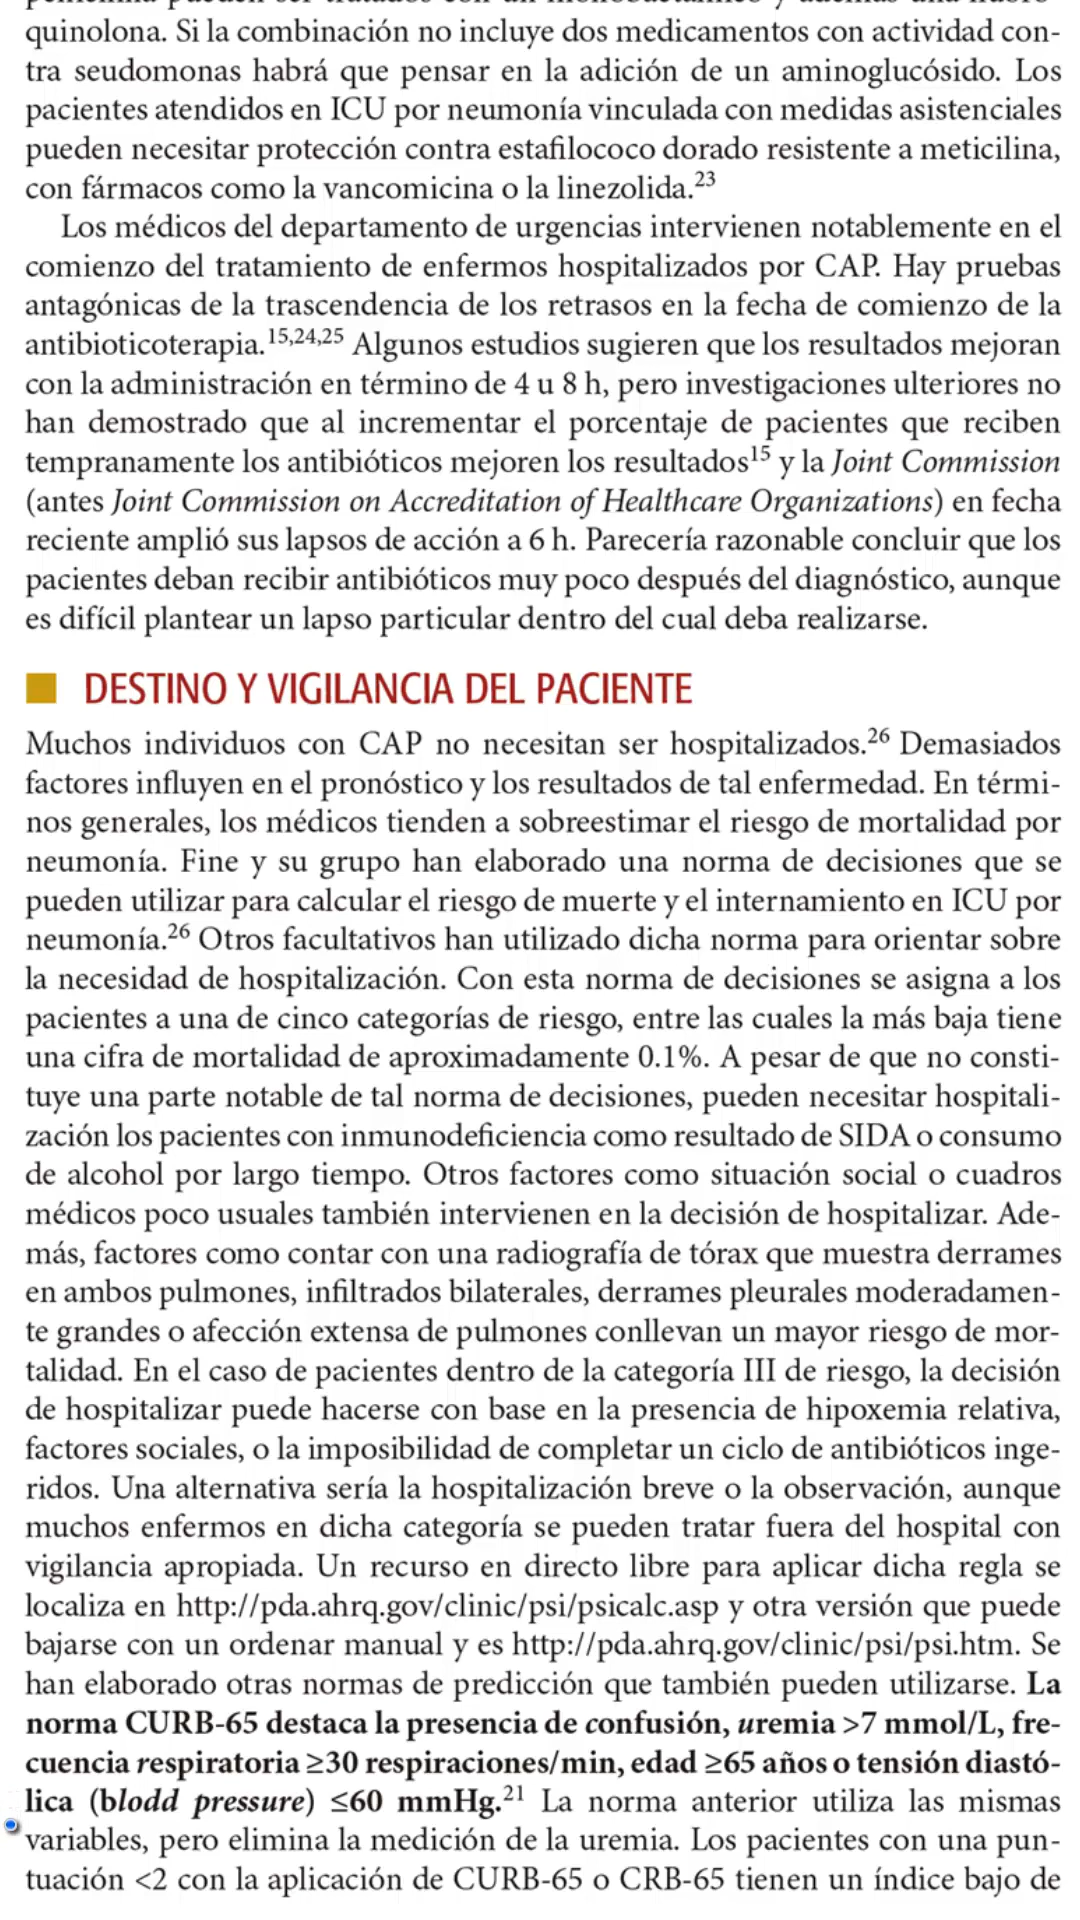 quinolona. Si la combinación no incluye dos medicamentos con actividad con-
tra seudomonas habrá que pensar en la adición de un aminoglucósido. Los
pacientes atendidos en ICU por neumonía vinculada con medidas asistenciales
pueden necesitar protección contra estafilococo dorado resistente a meticilina,
con fármacos como la vancomicina o la linezolida.23
Los médicos del departamento de urgencias intervienen notablemente en el
comienzo del tratamiento de enfermos hospitalizados por CAP. Hay pruebas
antagónicas de la trascendencia de los retrasos en la fecha de comienzo de la
antibioticoterapia.15,24,25 Algunos estudios sugieren que los resultados mejoran
con la administración en término de 4 u 8 h, pero investigaciones ulteriores no
han demostrado que al incrementar el porcentaje de pacientes que reciben
tempranamente los antibióticos mejoren los resultados15 y la Joint Commission
(antes Joint Commission on Accreditation of Healthcare Organizations) en fecha
reciente amplió sus lapsos de acción a 6 h. Parecería razonable concluir que los
pacientes deban recibir antibióticos muy poco después del diagnóstico, aunque
es difícil plantear un lapso particular dentro del cual deba realizarse.
DESTINO Y VIGILANCIA DEL PACIENTE
Muchos individuos con CAP no necesitan ser hospitalizados.26 Demasiados
factores influyen en el pronóstico y los resultados de tal enfermedad. En térmi-
nos generales, los médicos tienden a sobreestimar el riesgo de mortalidad por
neumonía. Fine y su grupo han elaborado una norma de decisiones que se
pueden utilizar para calcular el riesgo de muerte y el internamiento en ICU por
neumonía.26 Otros facultativos han utilizado dicha norma para orientar sobre
la necesidad de hospitalización. Con esta norma de decisiones se asigna a los
pacientes a una de cinco categorías de riesgo, entre las cuales la más baja tiene
una cifra de mortalidad de aproximadamente 0.1%. A pesar de que no consti-
tuye una parte notable de tal norma de decisiones, pueden necesitar hospitali-
zación los pacientes con inmunodeficiencia como resultado de SIDA o consumo
de alcohol por largo tiempo. Otros factores como situación social o cuadros
médicos poco usuales también intervienen en la decisión de hospitalizar. Ade-
más, factores como contar con una radiografía de tórax que muestra derrames
en ambos pulmones, infiltrados bilaterales, derrames pleurales moderadamen-
te grandes o afección extensa de pulmones conllevan un mayor riesgo de mor-
talidad. En el caso de pacientes dentro de la categoría III de riesgo, la decisión
de hospitalizar puede hacerse con base en la presencia de hipoxemia relativa,
factores sociales, o la imposibilidad de completar un ciclo de antibióticos inge-
ridos. Una alternativa sería la hospitalización breve o la observación, aunque
muchos enfermos en dicha categoría se pueden tratar fuera del hospital con
vigilancia apropiada. Un recurso en directo libre para aplicar dicha regla se
localiza en http://pda.ahrq.gov/clinic/psi/psicalc.asp y otra versión que puede
bajarse con un ordenar manual y es http://pda.ahrq.gov/clinic/psi/psi.htm. Se
han elaborado otras normas de predicción que también pueden utilizarse. La
norma CURB-65 destaca la presencia de confusión, uremia >7 mmol/L, fre-
cuencia respiratoria ≥30 respiraciones/min, edad ≥65 años o tensión diastó-
lica (blodd pressure) ≤60 mmHg.21 La norma anterior utiliza las mismas
variables, pero elimina la medición de la uremia. Los pacientes con una pun-
tuación <2 con la aplicación de CURB-65 o CRB-65 tienen un índice bajo de